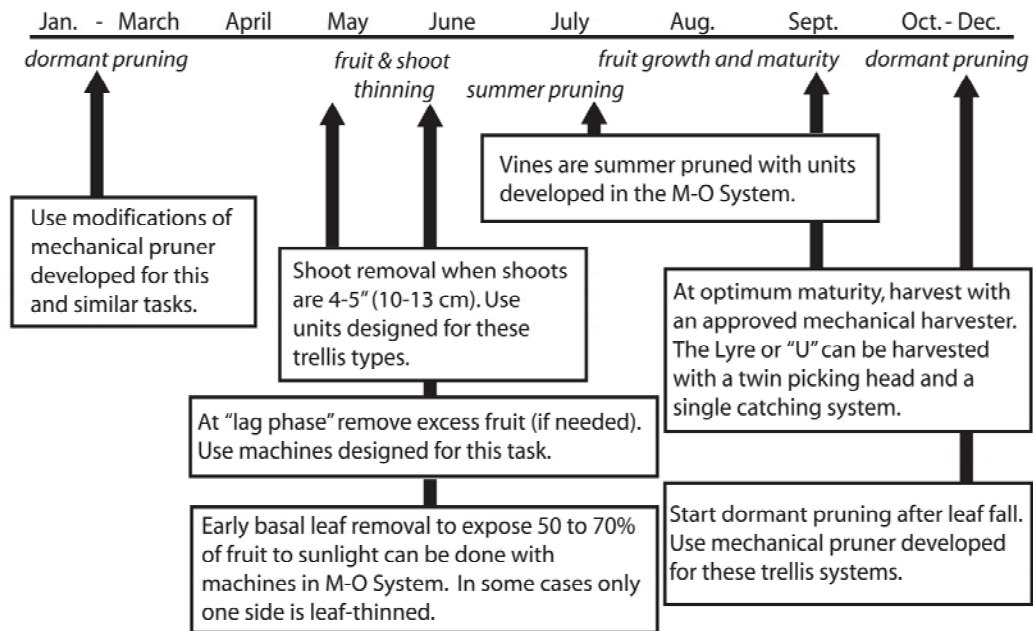 Jan. - March April May June July Aug. Sept. Oct. - Dec.
dormant pruning
fruit & shoot
thinning
summer pruning
fruit growth and maturity
dormant pruning
Vines are summer pruned with units
developed in the M-O System.
Use modifications of
mechanical pruner
developed for this
and similar tasks.
Shoot removal when shoots
are 4-5” (10-13 cm). Use
units designed for these
trellis types.
At optimum maturity, harvest with
an approved mechanical harvester.
The Lyre or “U” can be harvested
with a twin picking head and a
single catching system.
At “lag phase” remove excess fruit (if needed).
Use machines designed for this task.
Early basal leaf removal to expose 50 to 70%
of fruit to sunlight can be done with
machines in M-O System. In some cases only
one side is leaf-thinned.
Start dormant pruning after leaf fall.
Use mechanical pruner developed
for these trellis systems.